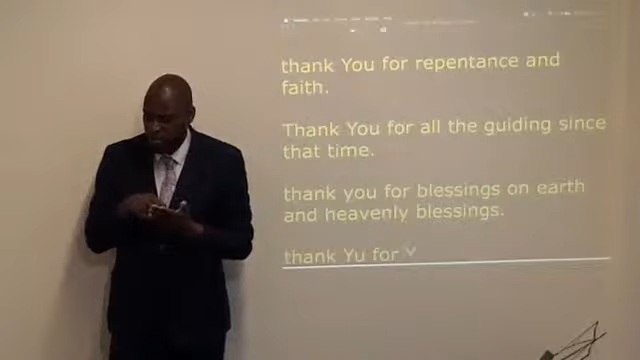 thank You for repentance and
faith.
Thank You for all the guiding since
that time.
thank you for blessings on earth
and heavenly blessings.
thank Yu for